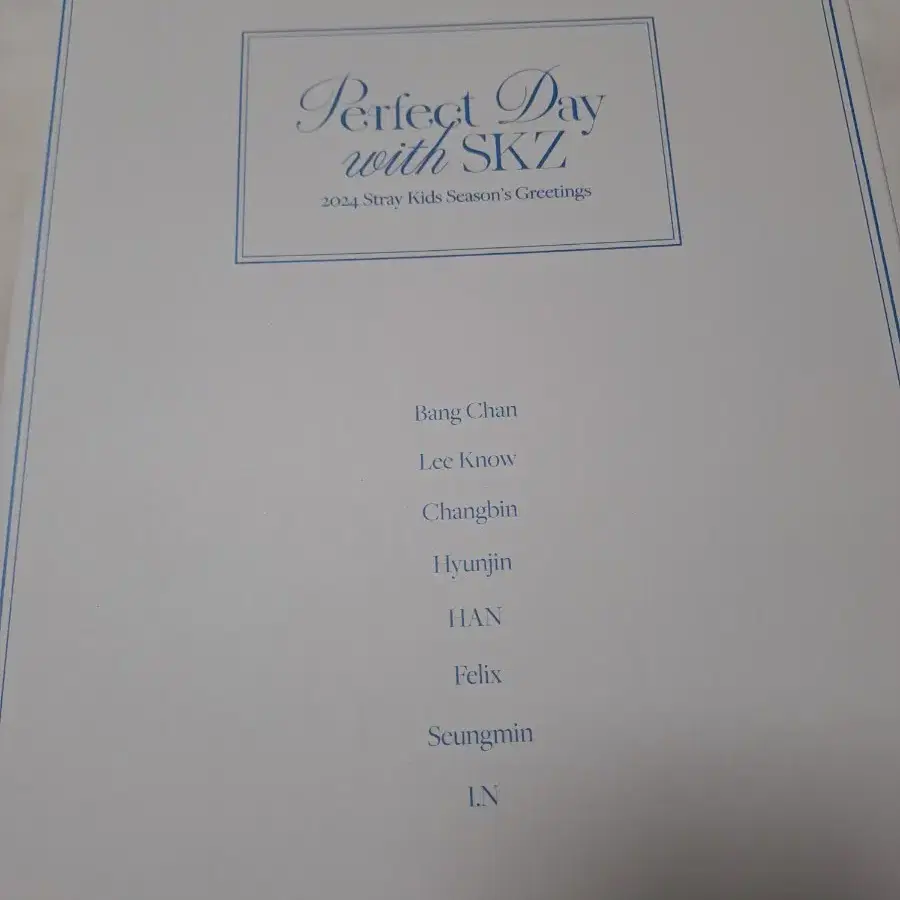 Perfect Day
with SKZ
2024 Stray Kids Season's Greetings
Bang Chan
Lee Know
Changbin
Hyunjin
HAN
Felix
Seungmin
I.N